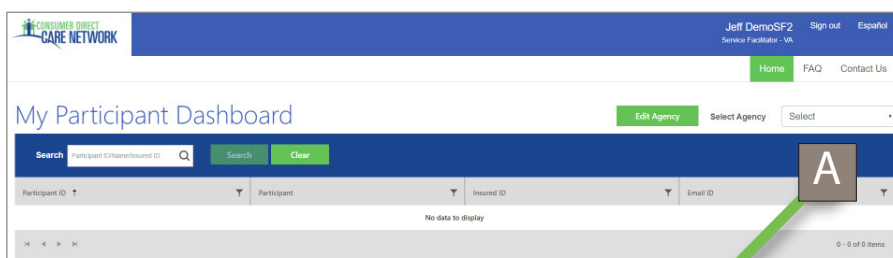 CONSUMER DIRECT
CARE NETWORK
Jeff DemoSF2 Sign out Español
Service Facilitator - VA
Home FAQ Contact Us
My Participant Dashboard
Edit Agency Select Agency Select
Search Participant ID/Name/Insured ID Search Clear
A
Participant ID Participant Insured ID Email ID
No data to display
0 - 0 of 0 items